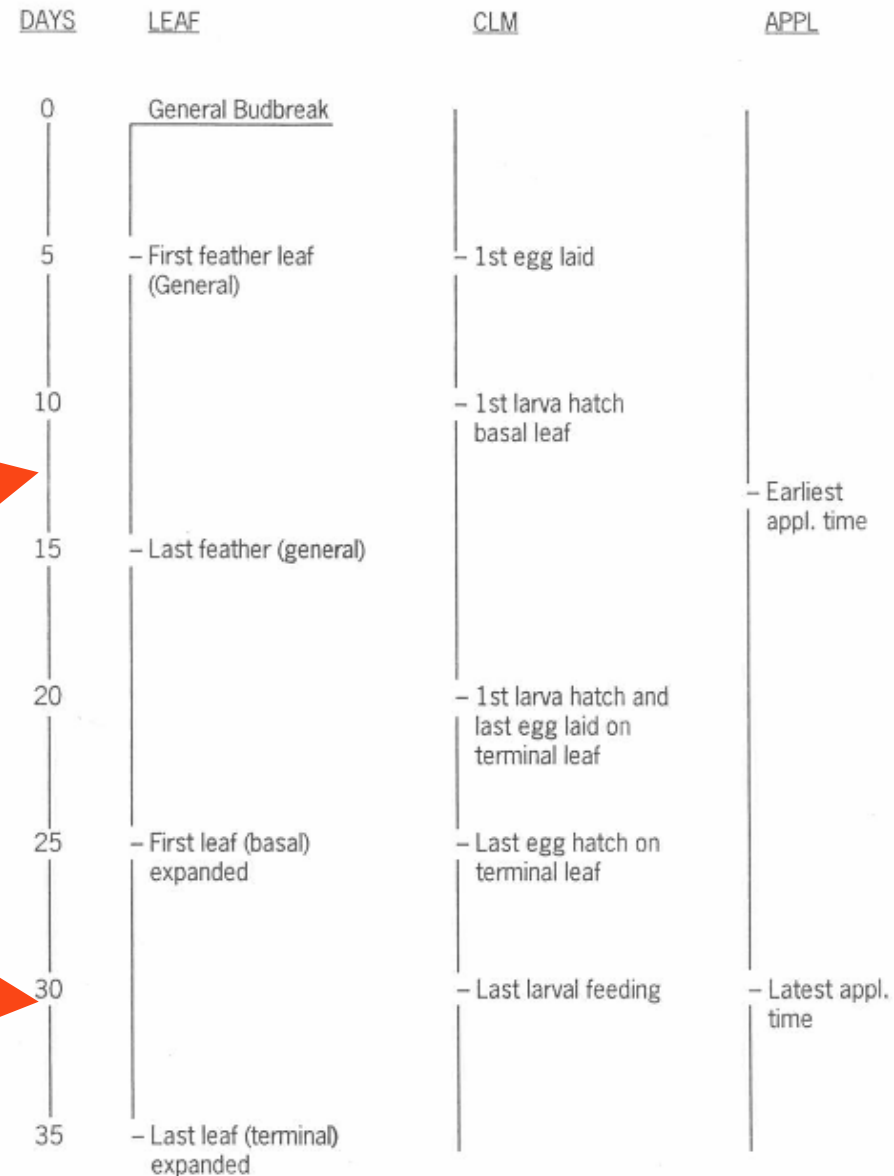 DAYS LEAF CLM APPL
0 General Budbreak
5 – First feather leaf – 1st egg laid
(General)
10 – 1st larva hatch
basal leaf
– Earliest
appl. time
15 – Last feather (general)
20 – 1st larva hatch and
last egg laid on
terminal leaf
25 – First leaf (basal) – Last egg hatch on
expanded terminal leaf
30 – Last larval feeding – Latest appl.
time
35 – Last leaf (terminal)
expanded